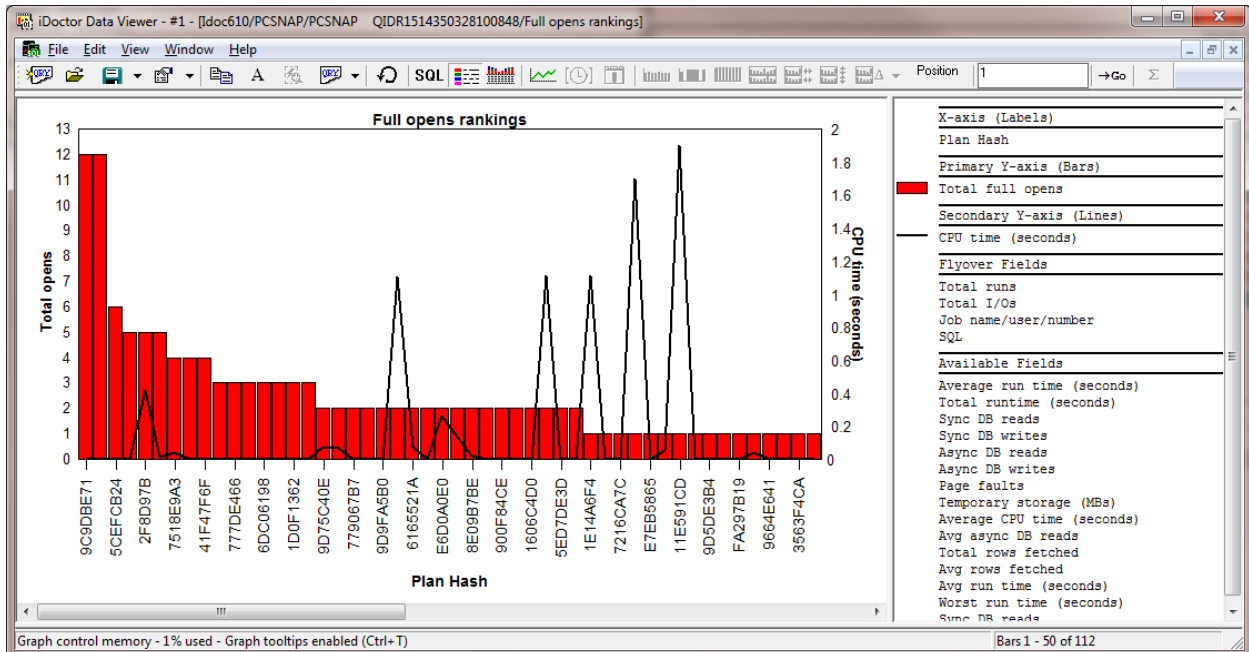 iDoctor Data Viewer - #1 - [Idoc610/PCSNAP/PCSNAP    QIDR1514350328100848/Full opens rankings]
File Edit View Window Help
QRY A QRY SQL Position 1 →Go Σ
Full opens rankings
13
12
11
10
9
8
7
6
5
4
3
2
1
0
Total opens
2
1.8
1.6
1.4
1.2
1
0.8
0.6
0.4
0.2
0
CPU time (seconds)
9C9DBE71
5CEFCB24
2F8D97B
7518E9A3
41F47F6F
777DE466
6DC06198
1D0F1362
9D75C40E
779067B7
9D9FA5B0
6165521A
E6D0A0E0
8E09B7BE
900F84CE
1606C4D0
5ED7DE3D
1E14A6F4
7216CA7C
E7EB5865
11E591CD
9D5DE3B4
FA297B19
9664E641
3563F4CA
Plan Hash
X-axis (Labels)
Plan Hash
Primary Y-axis (Bars)
Total full opens
Secondary Y-axis (Lines)
CPU time (seconds)
Flyover Fields
Total runs
Total I/Os
Job name/user/number
SQL
Available Fields
Average run time (seconds)
Total runtime (seconds)
Sync DB reads
Sync DB writes
Async DB reads
Async DB writes
Page faults
Temporary storage (MBs)
Average CPU time (seconds)
Avg async DB reads
Total rows fetched
Avg rows fetched
Avg run time (seconds)
Worst run time (seconds)
Sync DB reads
Graph control memory - 1% used - Graph tooltips enabled (Ctrl+T)
Bars 1 - 50 of 112